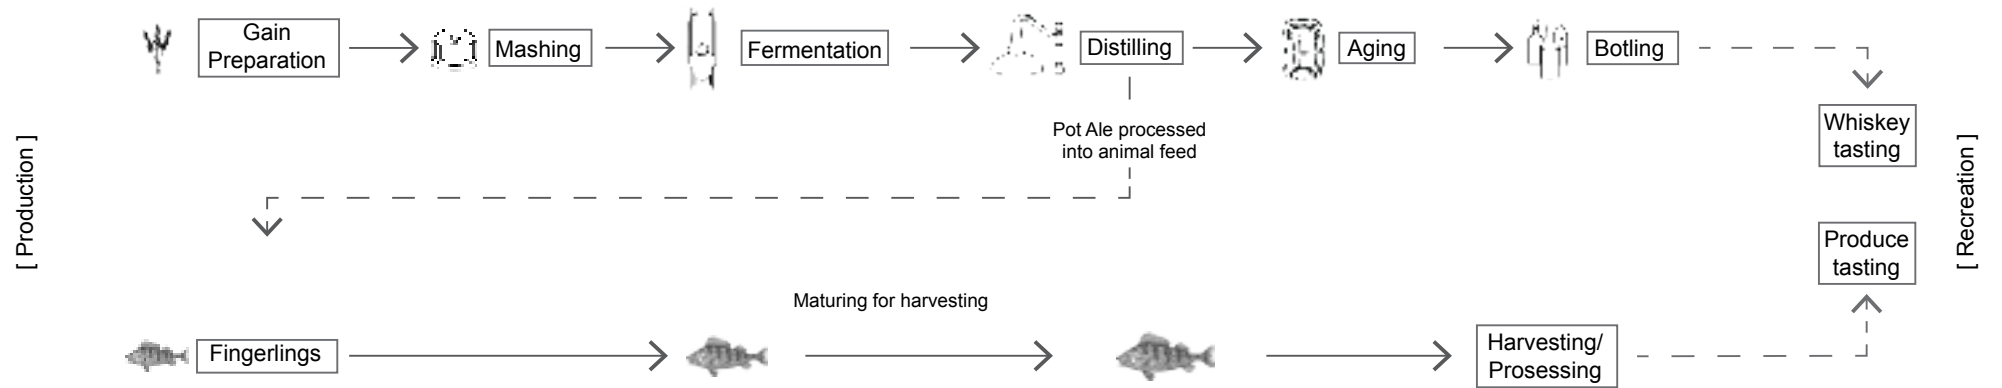 Gain
Preparation
Mashing
Fermentation
Distilling
Aging
Botling
Pot Ale processed
into animal feed
Whiskey
tasting
[ Production ]
[ Recreation ]
Produce
tasting
Maturing for harvesting
Fingerlings
Harvesting/
Prosessing